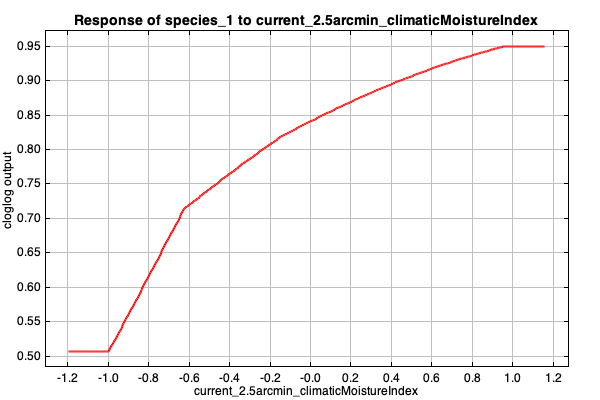 Response of species_1 to current_2.5arcmin_climaticMoistureIndex
cloglog output
0.95
0.90
0.85
0.80
0.75
0.70
0.65
0.60
0.55
0.50
-1.2 -1.0 -0.8 -0.6 -0.4 -0.2 -0.0 0.2 0.4 0.6 0.8 1.0 1.2
current_2.5arcmin_climaticMoistureIndex